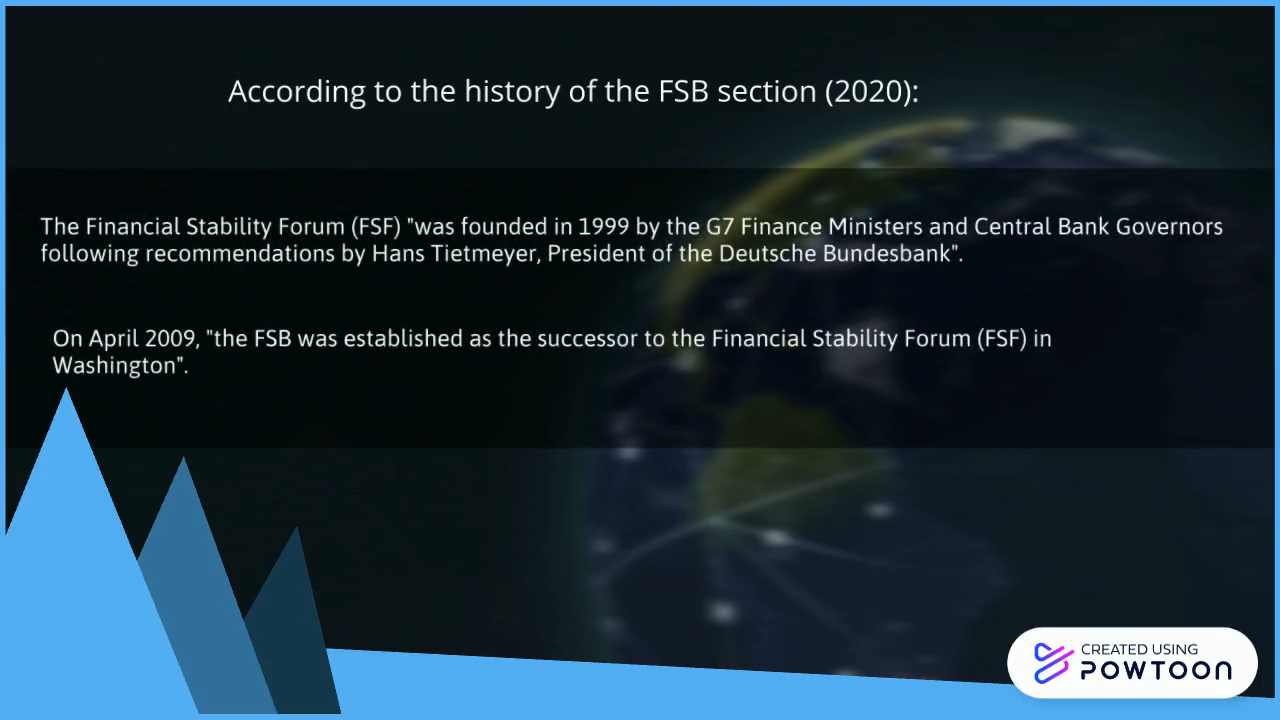 According to the history of the FSB section (2020):
The Financial Stability Forum (FSF) "was founded in 1999 by the G7 Finance Ministers and Central Bank Governors
following recommendations by Hans Tietmeyer, President of the Deutsche Bundesbank".
On April 2009, "the FSB was established as the successor to the Financial Stability Forum (FSF) in
Washington".
CREATED USING
POWTOON